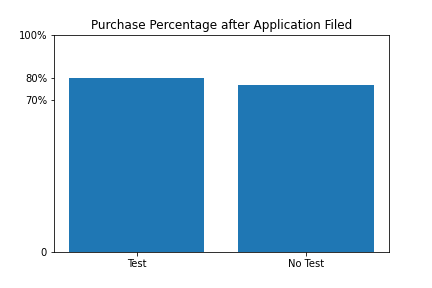 Purchase Percentage after Application Filed
100%
80%
70%
0
Test
No Test